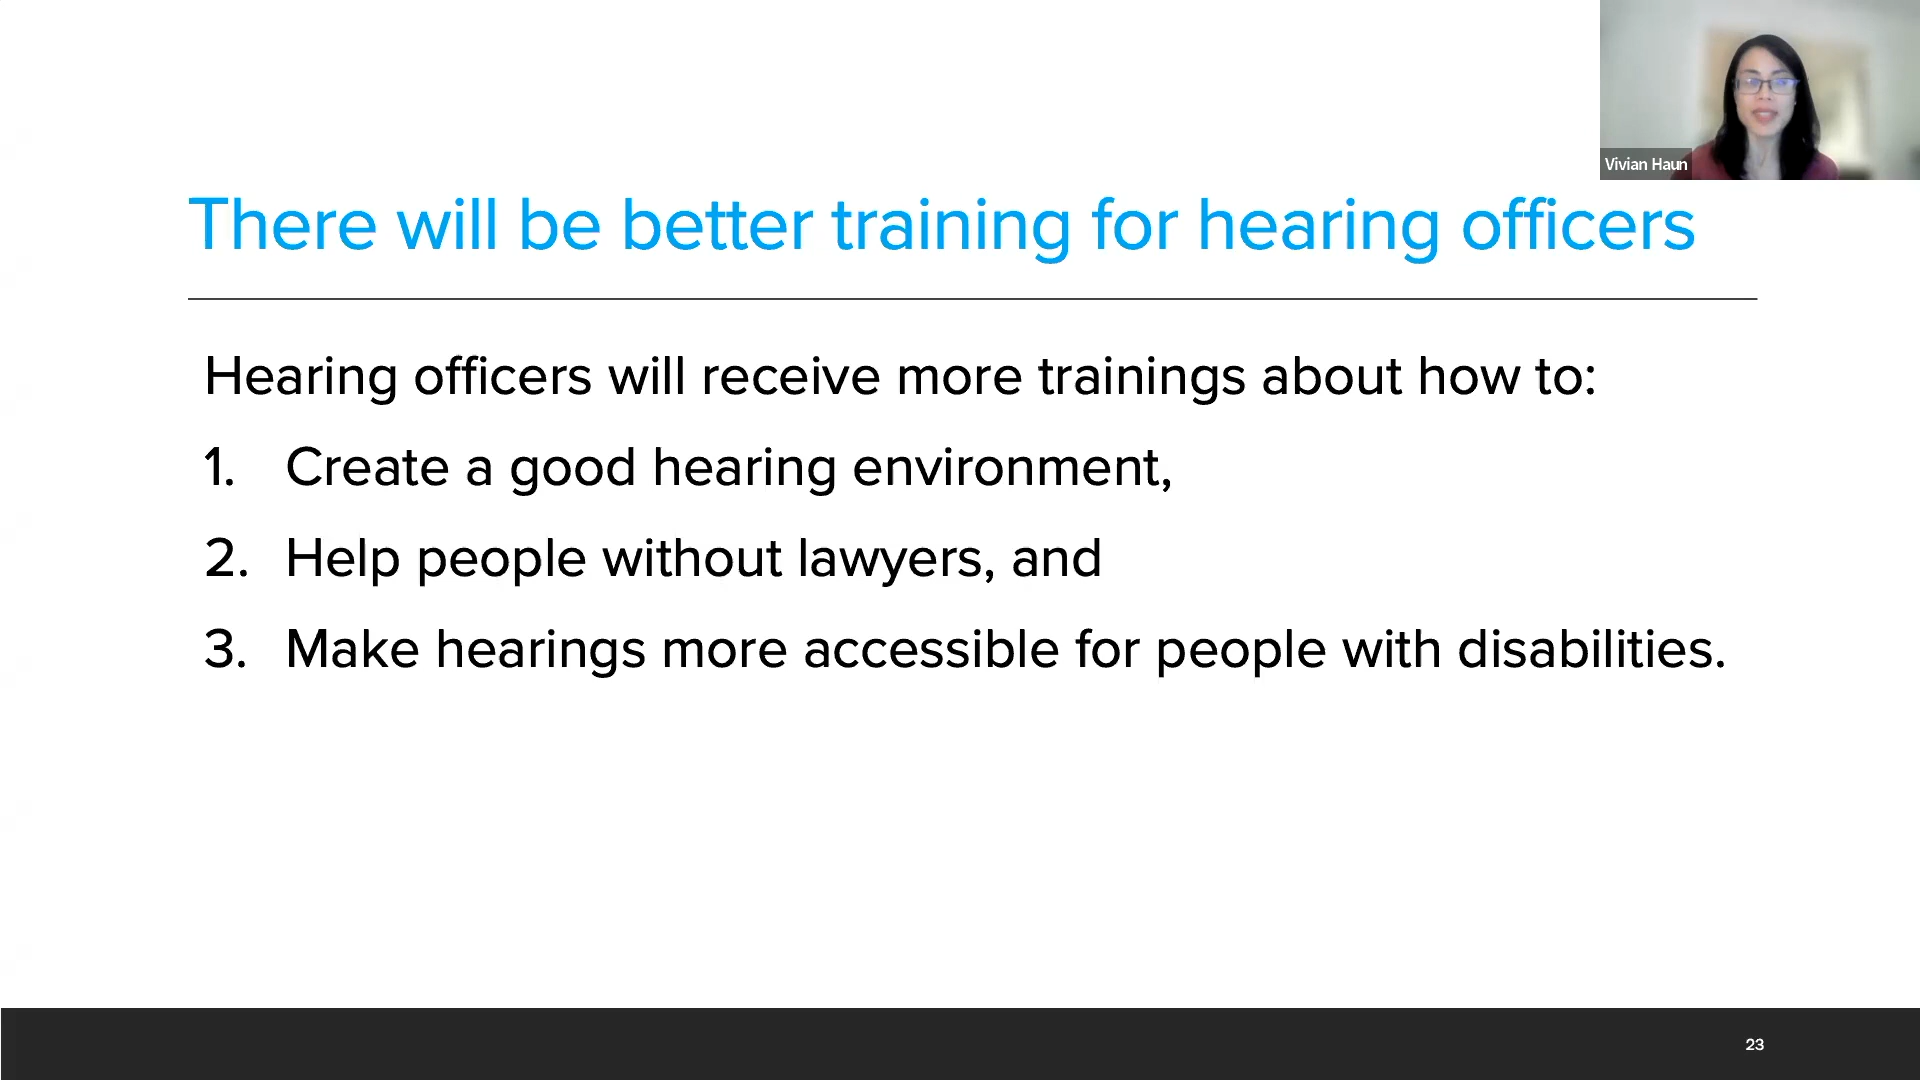 Vivian Haun
There will be better training for hearing officers
Hearing officers will receive more trainings about how to:
1. Create a good hearing environment,
2. Help people without lawyers, and
3. Make hearings more accessible for people with disabilities.
23